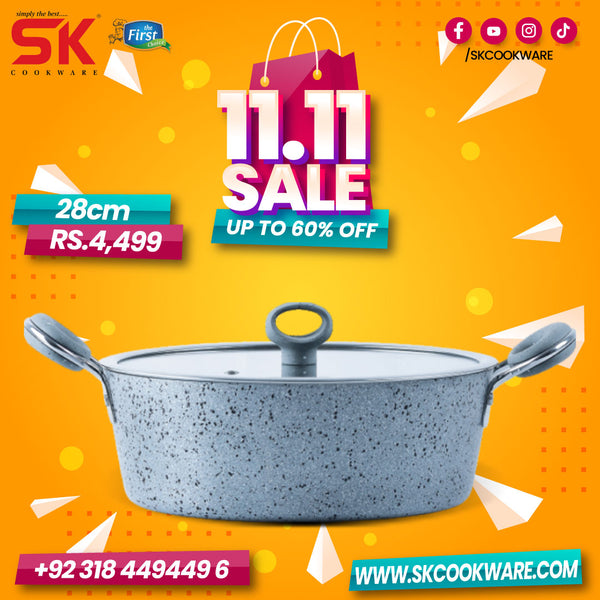 simply the best.....
SK®
COOKWARE
the
First
Choice
/SKCOOKWARE
11.11
SALE
UP TO 60% OFF
28cm
RS.4,499
+92 318 449449 6
WWW.SKCOOKWARE.COM